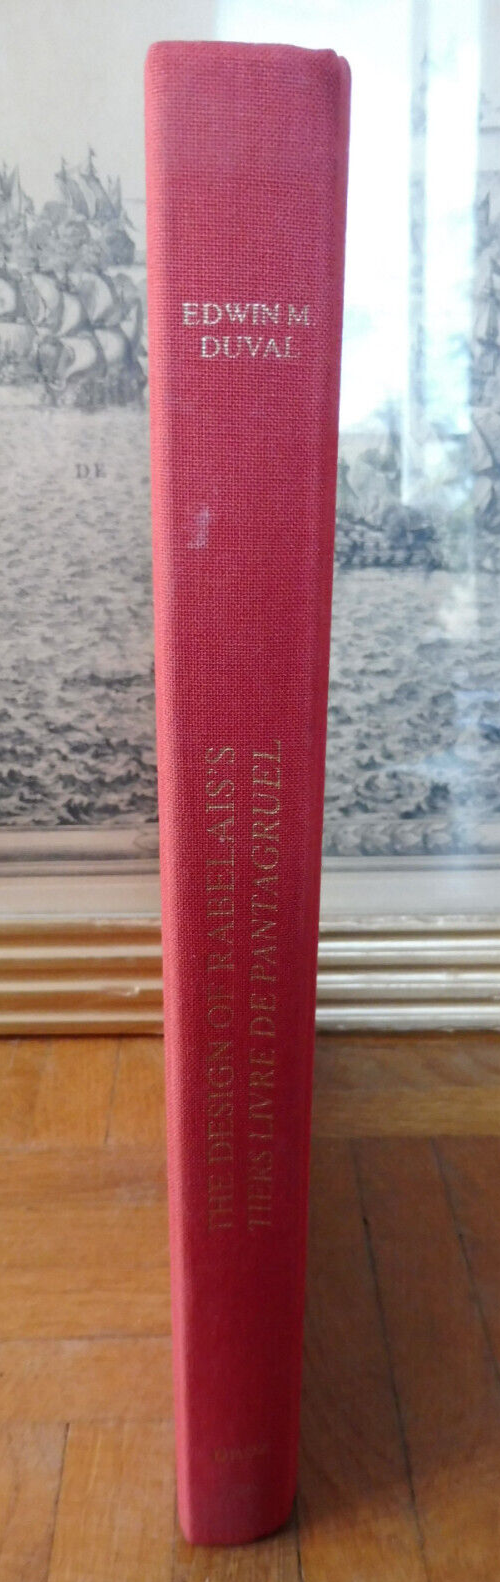 EDWIN M.
DUVAL
THE DESIGN OF RABELAIS'S
TIERS LIVRE DE PANTAGRUEL
DE